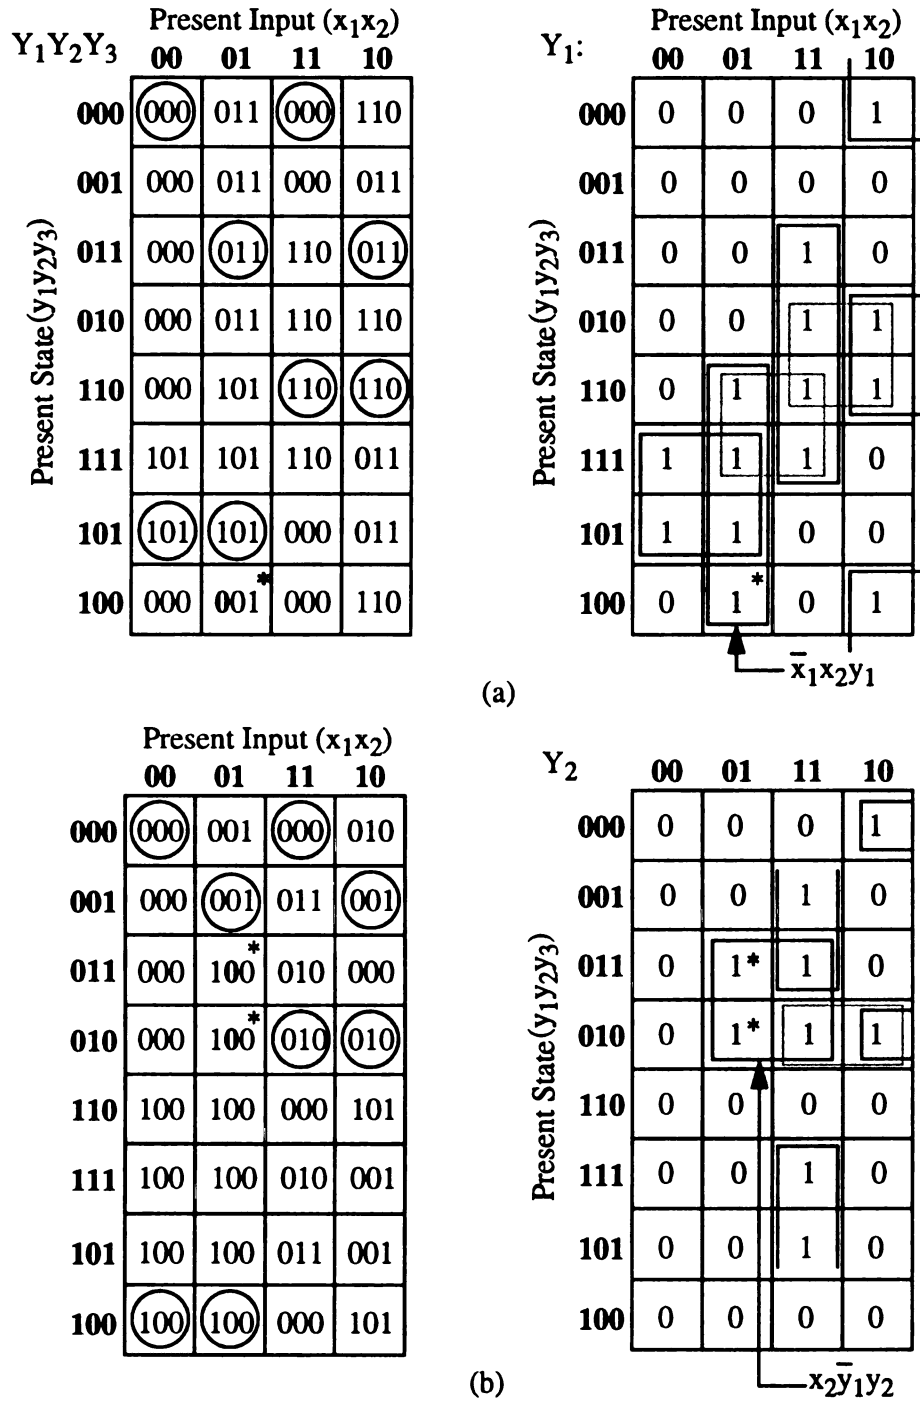 Present Input (x1x2)
Y1Y2Y3 00 01 11 10
Present State (y1y2y3)
000 000 011 000 110
001 000 011 000 011
011 000 011 110 011
010 000 011 110 110
110 000 101 110 110
111 101 101 110 011
101 101 101 000 011
100 000 001* 000 110
Present Input (x1x2)
Y1: 00 01 11 10
Present State (y1y2y3)
000 0 0 0 1
001 0 0 0 0
011 0 0 1 0
010 0 0 1 1
110 0 1 1 1
111 1 1 1 0
101 1 1 0 0
100 0 1* 0 1
x̄1x2y1
(a)
Present Input (x1x2)
00 01 11 10
000 000 001 000 010
001 000 001 011 001
011 000 100* 010 000
010 000 100* 010 010
110 100 100 000 101
111 100 100 010 001
101 100 100 011 001
100 100 100 000 101
Y2 00 01 11 10
Present State (y1y2y3)
000 0 0 0 1
001 0 0 1 0
011 0 1* 1 0
010 0 1* 1 1
110 0 0 0 0
111 0 0 1 0
101 0 0 1 0
100 0 0 0 0
x2ȳ1y2
(b)